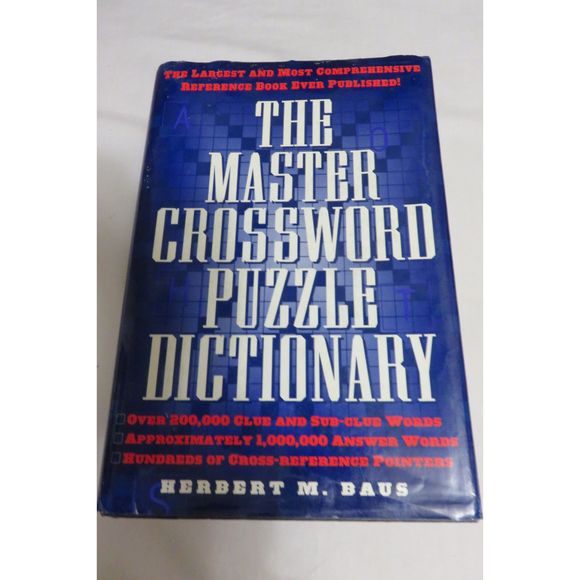 The Largest and Most Comprehensive
Reference Book Ever Published!
THE
MASTER
CROSSWORD
PUZZLE
DICTIONARY
Over 200,000 Clue and Sub-Clue Words
Approximately 1,000,000 Answer Words
Hundreds of Cross-reference Pointers
HERBERT M. BAUS